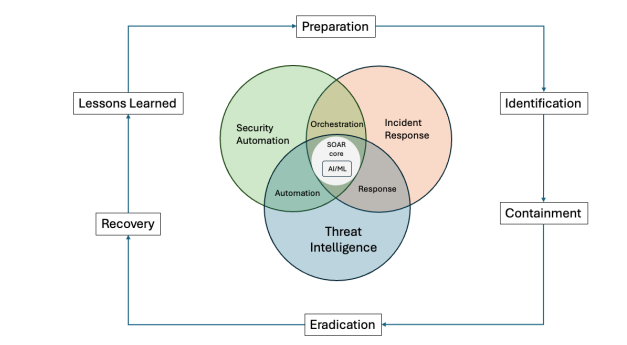 Preparation
Lessons Learned
Identification
Security
Automation
Orchestration
Incident
Response
SOAR
core
AI/ML
Automation
Response
Recovery
Containment
Threat
Intelligence
Eradication